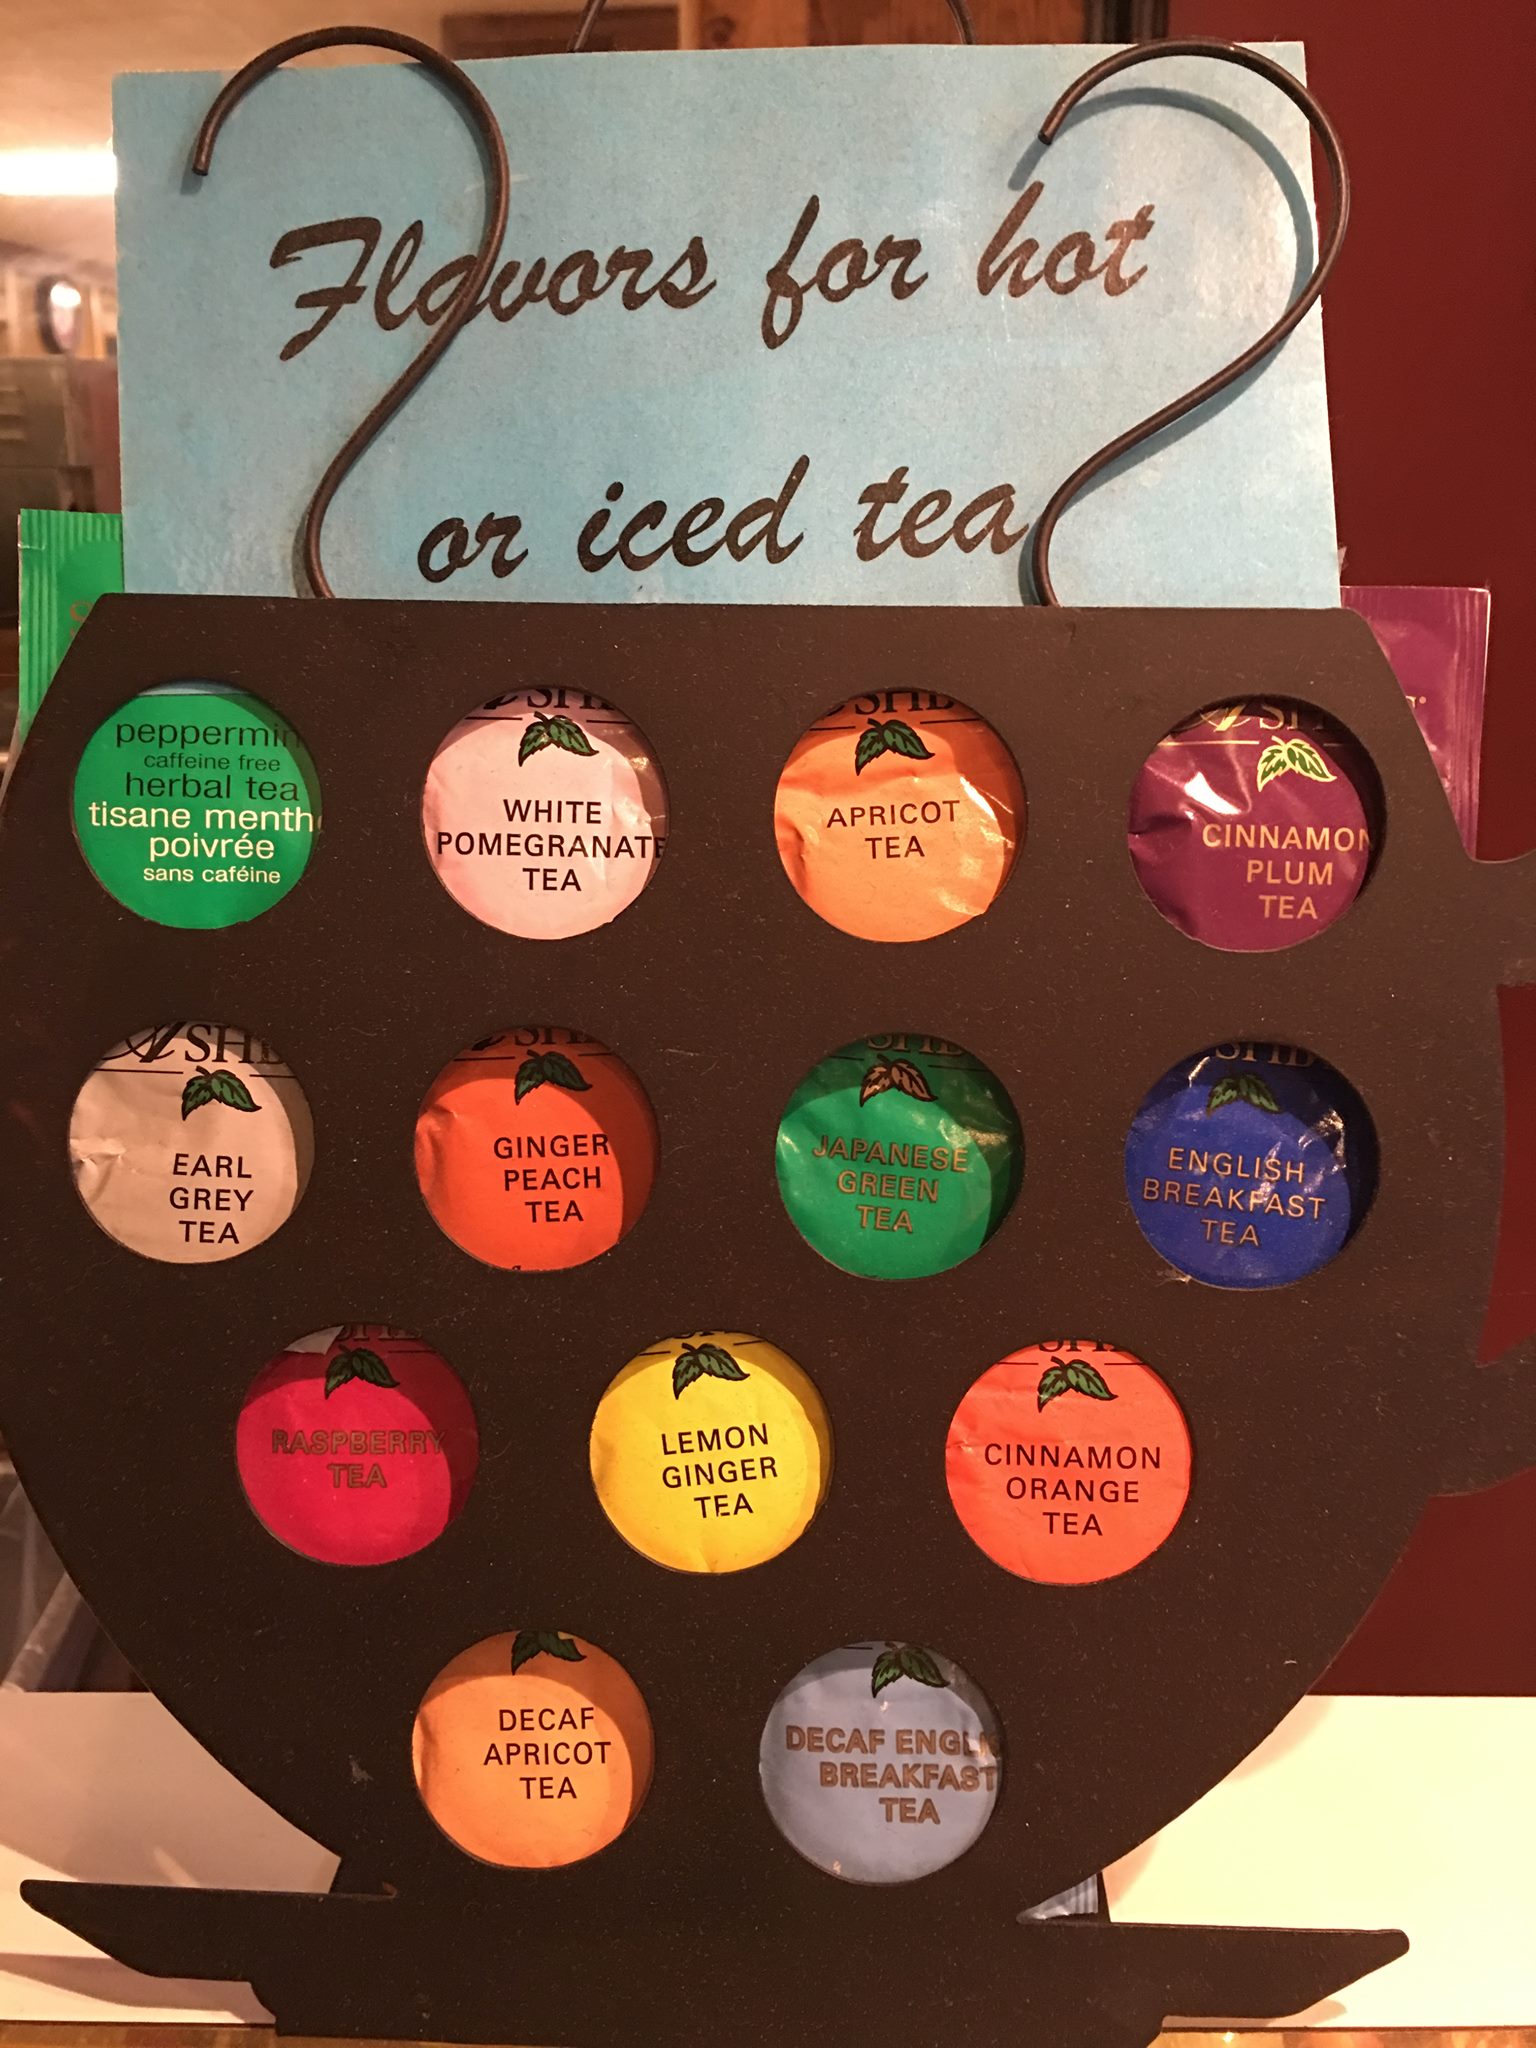 Flavors for hot
or iced tea
peppermin
caffeine free
herbal tea
tisane menth
poivrée
sans caféine
WHITE
POMEGRANATE
TEA
APRICOT
TEA
CINNAMON
PLUM
TEA
EARL
GREY
TEA
GINGER
PEACH
TEA
JAPANESE
GREEN
TEA
ENGLISH
BREAKFAST
TEA
RASPBERRY
TEA
LEMON
GINGER
TEA
CINNAMON
ORANGE
TEA
DECAF
APRICOT
TEA
DECAF ENGLI
BREAKFAST
TEA